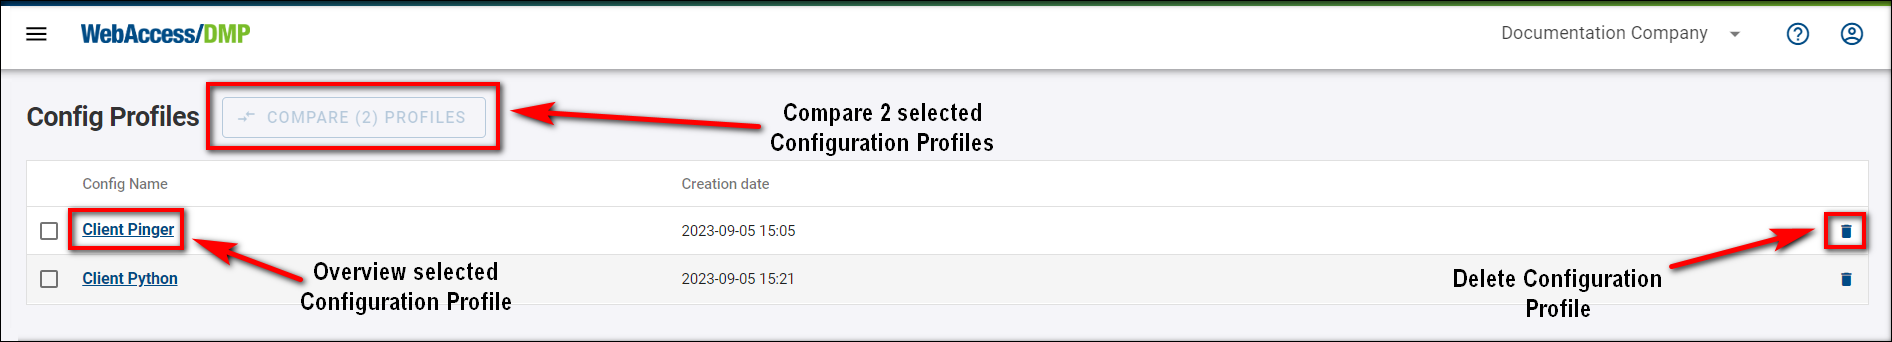 WebAccess/DMP
Documentation Company
Config Profiles
COMPARE (2) PROFILES
Compare 2 selected
Configuration Profiles
Config Name
Creation date
Client Pinger
2023-09-05 15:05
Client Python
2023-09-05 15:21
Overview selected
Configuration Profile
Delete Configuration
Profile